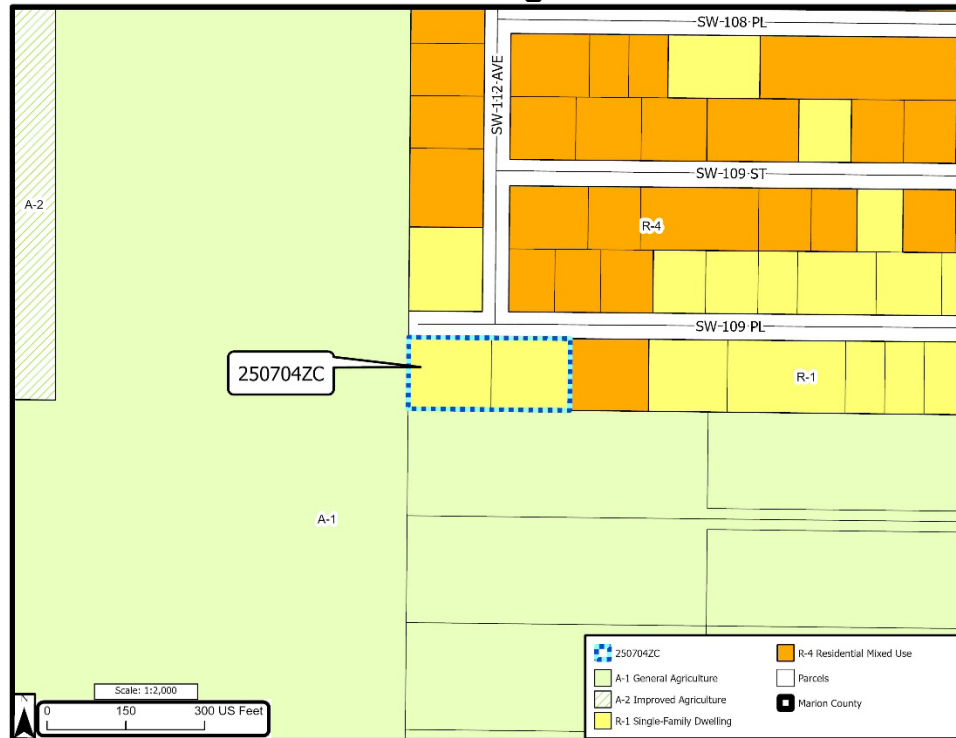 SW 108 PL
SW 112 AVE
SW 109 ST
A-2
R-4
SW 109 PL
250704ZC
R-1
A-1
250704ZC
A-1 General Agriculture
A-2 Improved Agriculture
R-1 Single-Family Dwelling
R-4 Residential Mixed Use
Parcels
Marion County
Scale: 1:2,000
N
0 150 300 US Feet